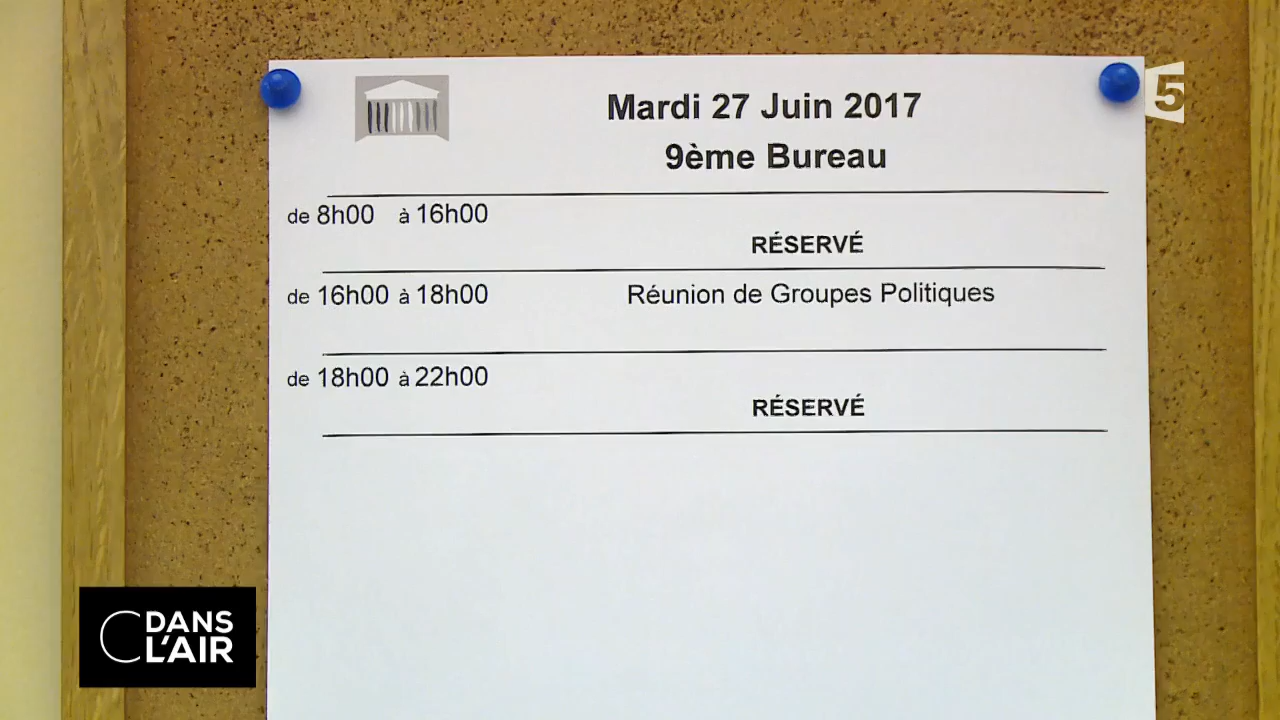 Mardi 27 Juin 2017
9ème Bureau
de 8h00 à 16h00
RÉSERVÉ
de 16h00 à 18h00 Réunion de Groupes Politiques
de 18h00 à 22h00
RÉSERVÉ
5
C DANS
L'AIR